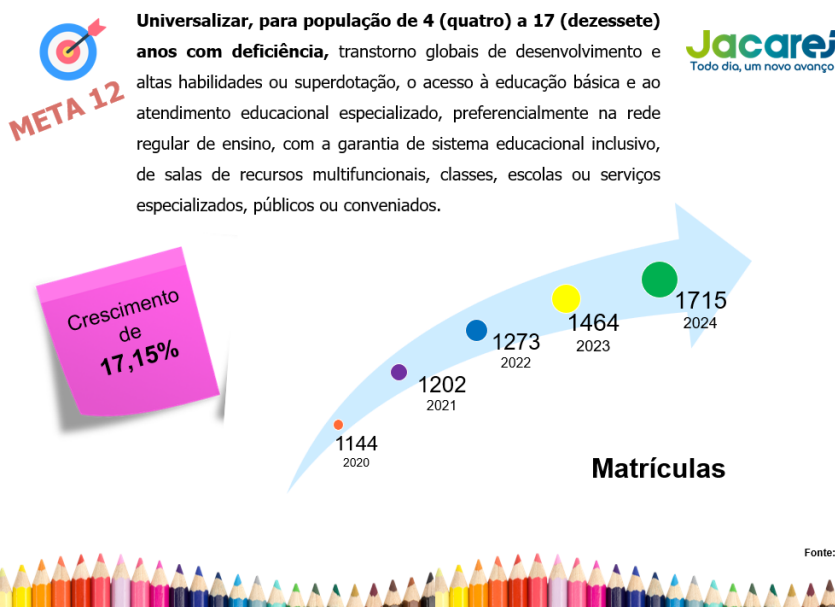 Universalizar, para população de 4 (quatro) a 17 (dezessete)
anos com deficiência, transtorno globais de desenvolvimento e
altas habilidades ou superdotação, o acesso à educação básica e ao
atendimento educacional especializado, preferencialmente na rede
regular de ensino, com a garantia de sistema educacional inclusivo,
de salas de recursos multifuncionais, classes, escolas ou serviços
especializados, públicos ou conveniados.
META 12
Jacareí
Todo dia, um novo avanço
Crescimento
de
17,15%
1144
2020
1202
2021
1273
2022
1464
2023
1715
2024
Matrículas
Fonte: